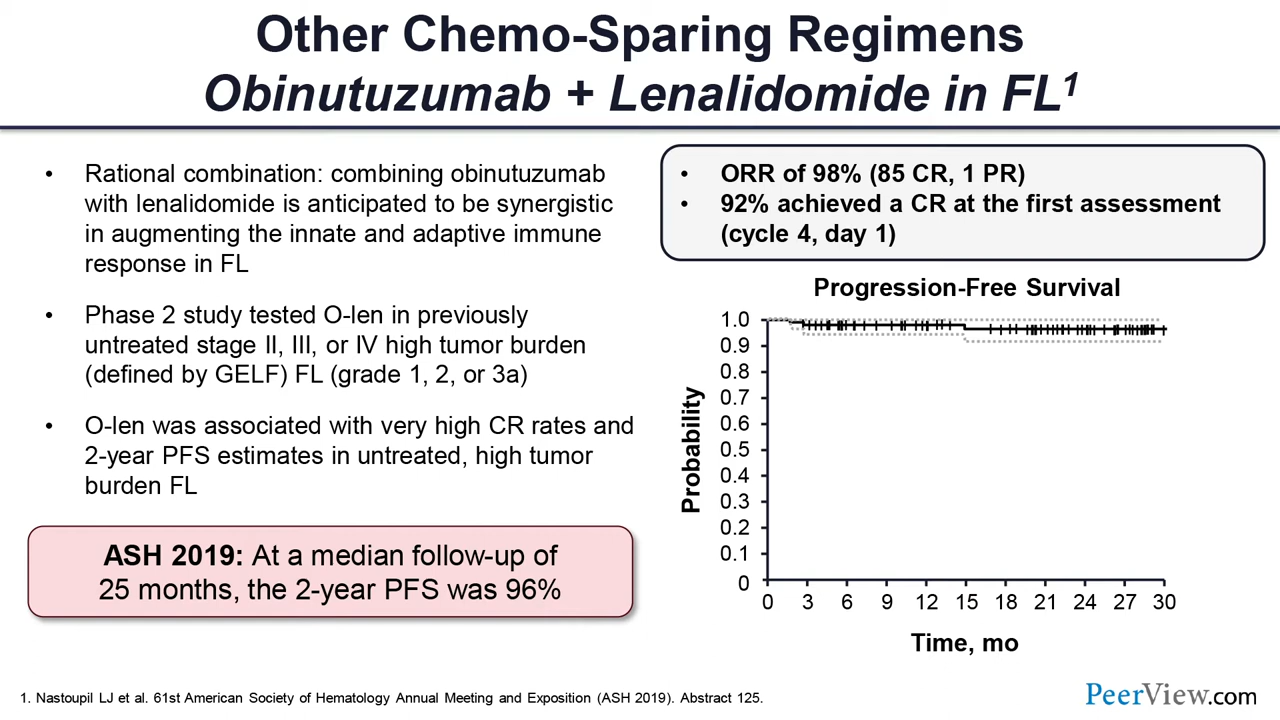 Other Chemo-Sparing Regimens
Obinutuzumab + Lenalidomide in FL1
• Rational combination: combining obinutuzumab
with lenalidomide is anticipated to be synergistic
in augmenting the innate and adaptive immune
response in FL
• Phase 2 study tested O-len in previously
untreated stage II, III, or IV high tumor burden
(defined by GELF) FL (grade 1, 2, or 3a)
• O-len was associated with very high CR rates and
2-year PFS estimates in untreated, high tumor
burden FL
ASH 2019: At a median follow-up of
25 months, the 2-year PFS was 96%
• ORR of 98% (85 CR, 1 PR)
• 92% achieved a CR at the first assessment
(cycle 4, day 1)
Progression-Free Survival
Probability
1.0
0.9
0.8
0.7
0.6
0.5
0.4
0.3
0.2
0.1
0
0 3 6 9 12 15 18 21 24 27 30
Time, mo
1. Nastoupil LJ et al. 61st American Society of Hematology Annual Meeting and Exposition (ASH 2019). Abstract 125.
PeerView.com